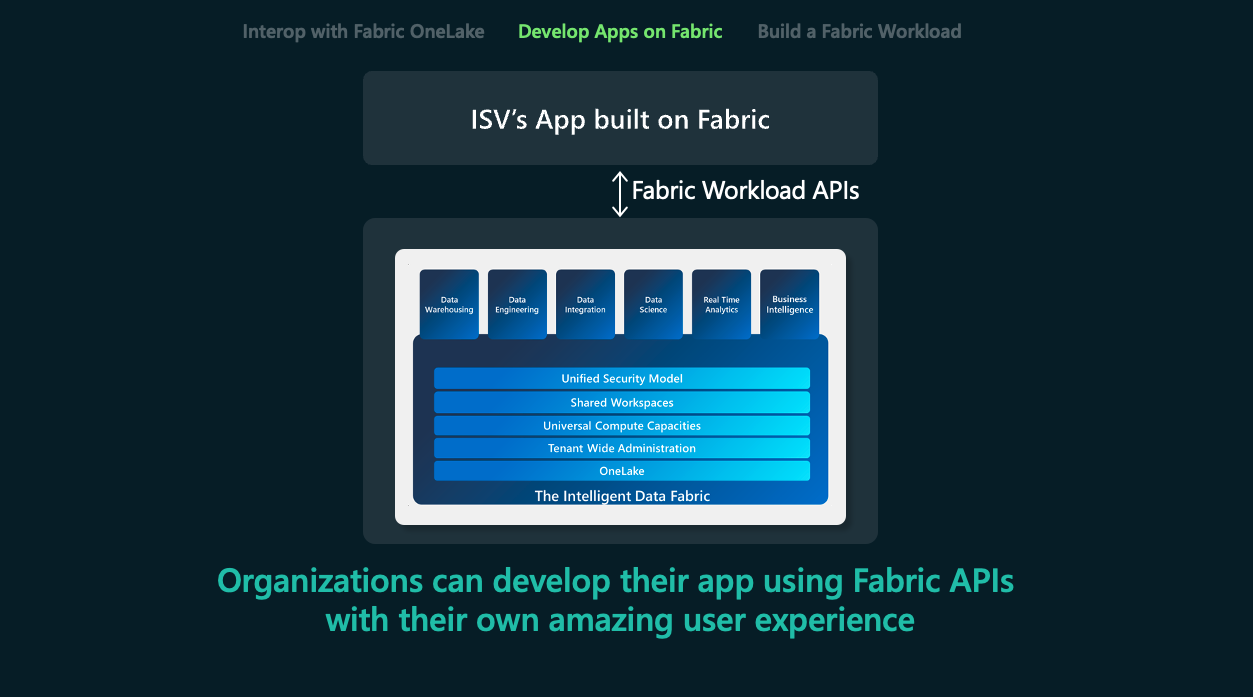 Interop with Fabric OneLake
Develop Apps on Fabric
Build a Fabric Workload
ISV’s App built on Fabric
Fabric Workload APIs
Data
Warehousing
Data
Engineering
Data
Integration
Data
Science
Real Time
Analytics
Business
Intelligence
Unified Security Model
Shared Workspaces
Universal Compute Capacities
Tenant Wide Administration
OneLake
The Intelligent Data Fabric
Organizations can develop their app using Fabric APIs
with their own amazing user experience